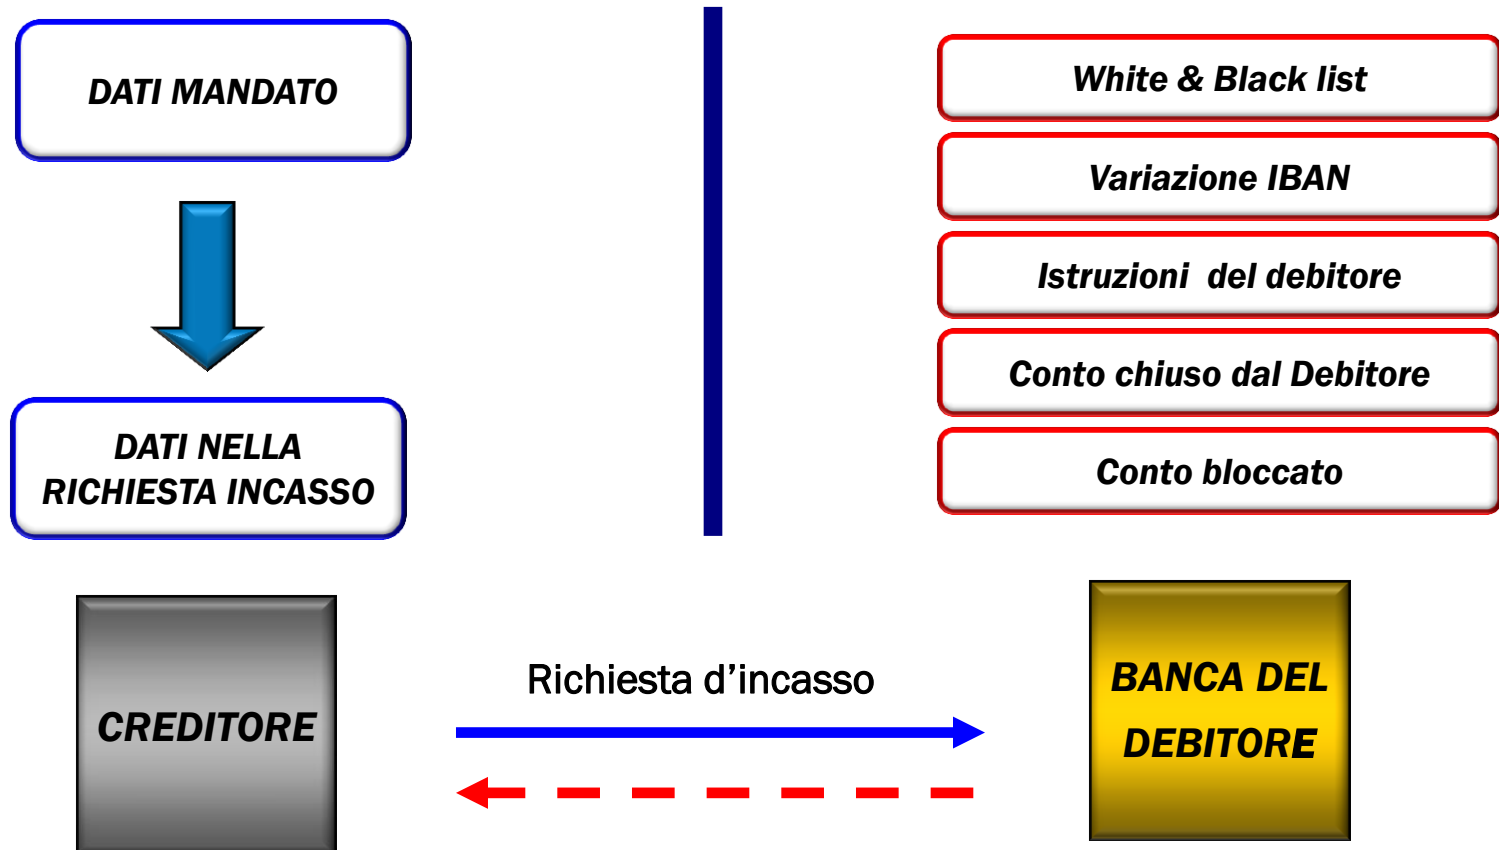 DATI MANDATO
DATI NELLA
RICHIESTA INCASSO
White & Black list
Variazione IBAN
Istruzioni  del debitore
Conto chiuso dal Debitore
Conto bloccato
CREDITORE
Richiesta d’incasso
BANCA DEL
DEBITORE